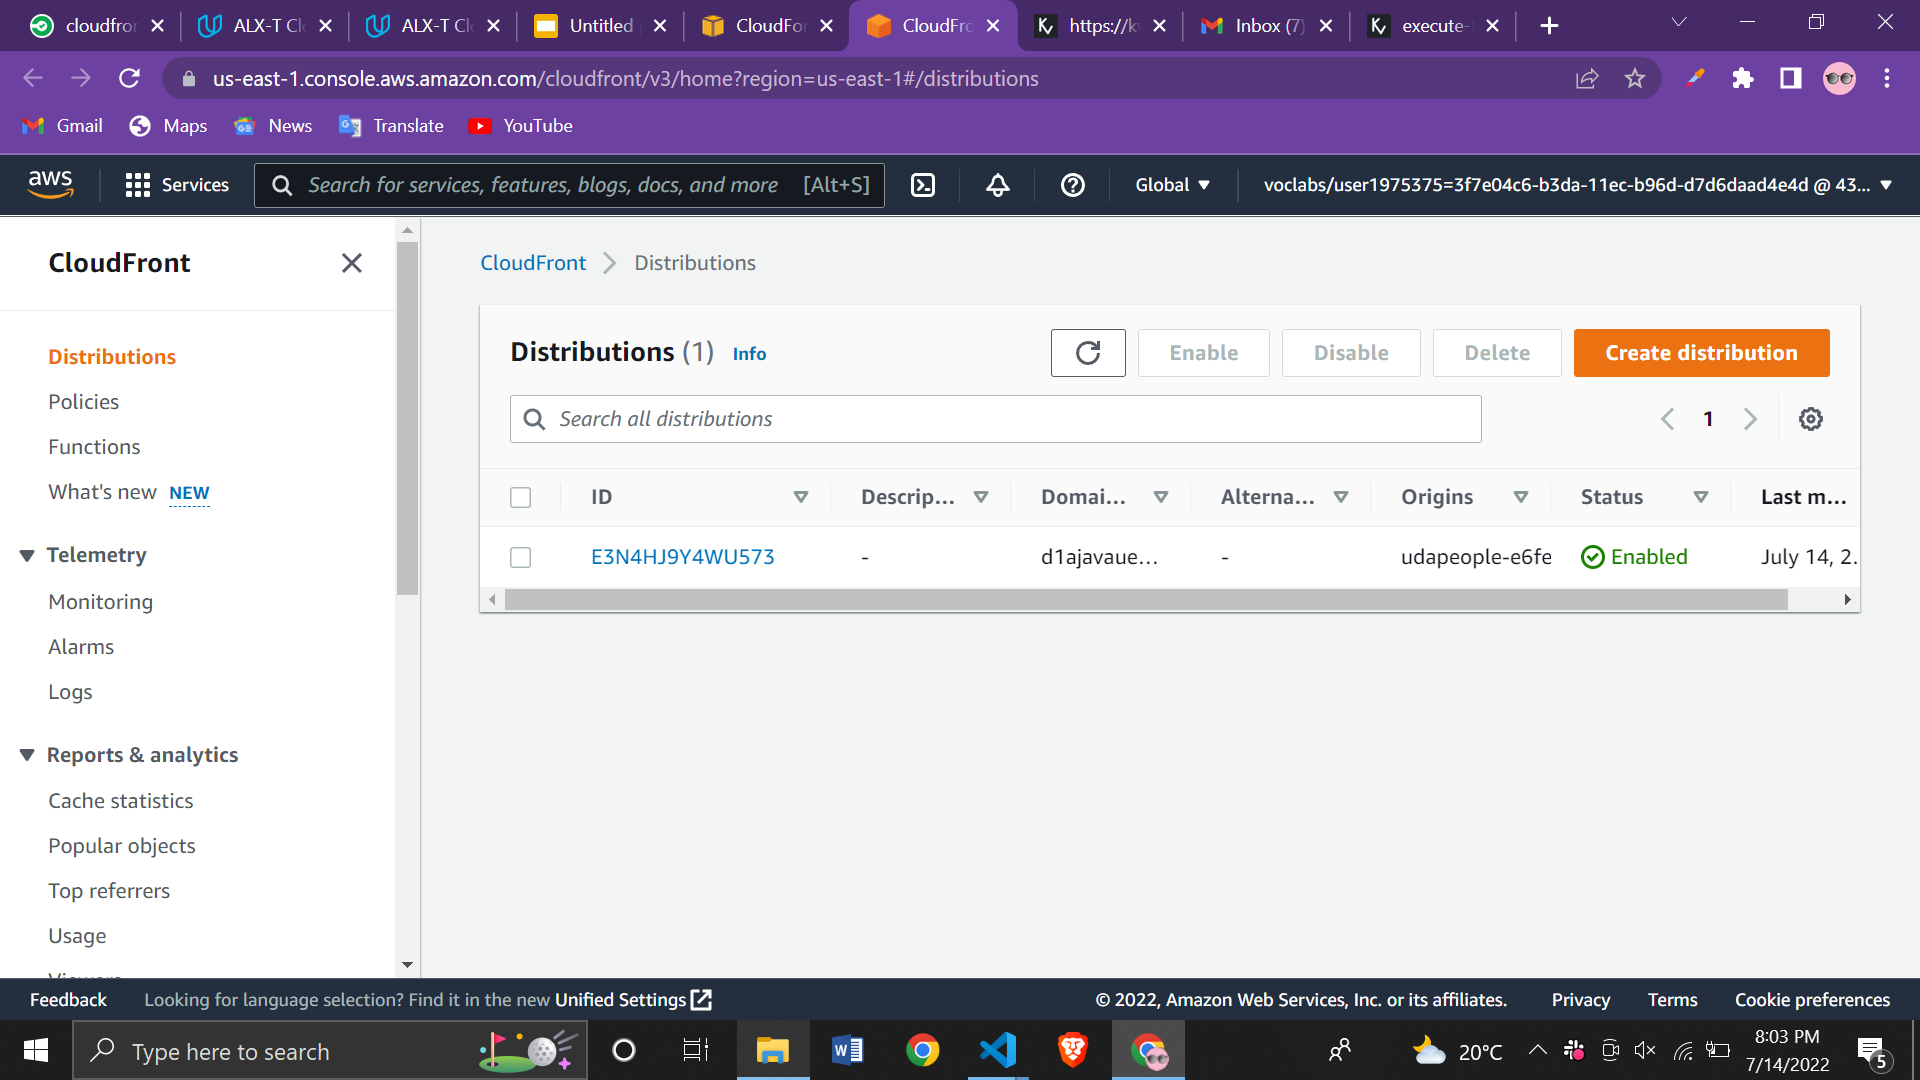 cloudfror
ALX-T Cl
ALX-T Cl
Untitled
CloudFor
CloudFro
https://kv
Inbox (7)
execute-
us-east-1.console.aws.amazon.com/cloudfront/v3/home?region=us-east-1#/distributions
Gmail
Maps
News
Translate
YouTube
aws
Services
Search for services, features, blogs, docs, and more [Alt+S]
Global
voclabs/user1975375=3f7e04c6-b3da-11ec-b96d-d7d6daad4e4d @ 43...
CloudFront
Distributions
Policies
Functions
What's new NEW
Telemetry
Monitoring
Alarms
Logs
Reports & analytics
Cache statistics
Popular objects
Top referrers
Usage
CloudFront
Distributions
Distributions (1) Info
Enable
Disable
Delete
Create distribution
Search all distributions
1
ID
Descrip...
Domai...
Alterna...
Origins
Status
Last m...
E3N4HJ9Y4WU573
-
d1ajavaue...
-
udapeople-e6fe
Enabled
July 14, 2.
Feedback
Looking for language selection? Find it in the new Unified Settings
© 2022, Amazon Web Services, Inc. or its affiliates.
Privacy
Terms
Cookie preferences
Type here to search
20°C
8:03 PM
7/14/2022
5